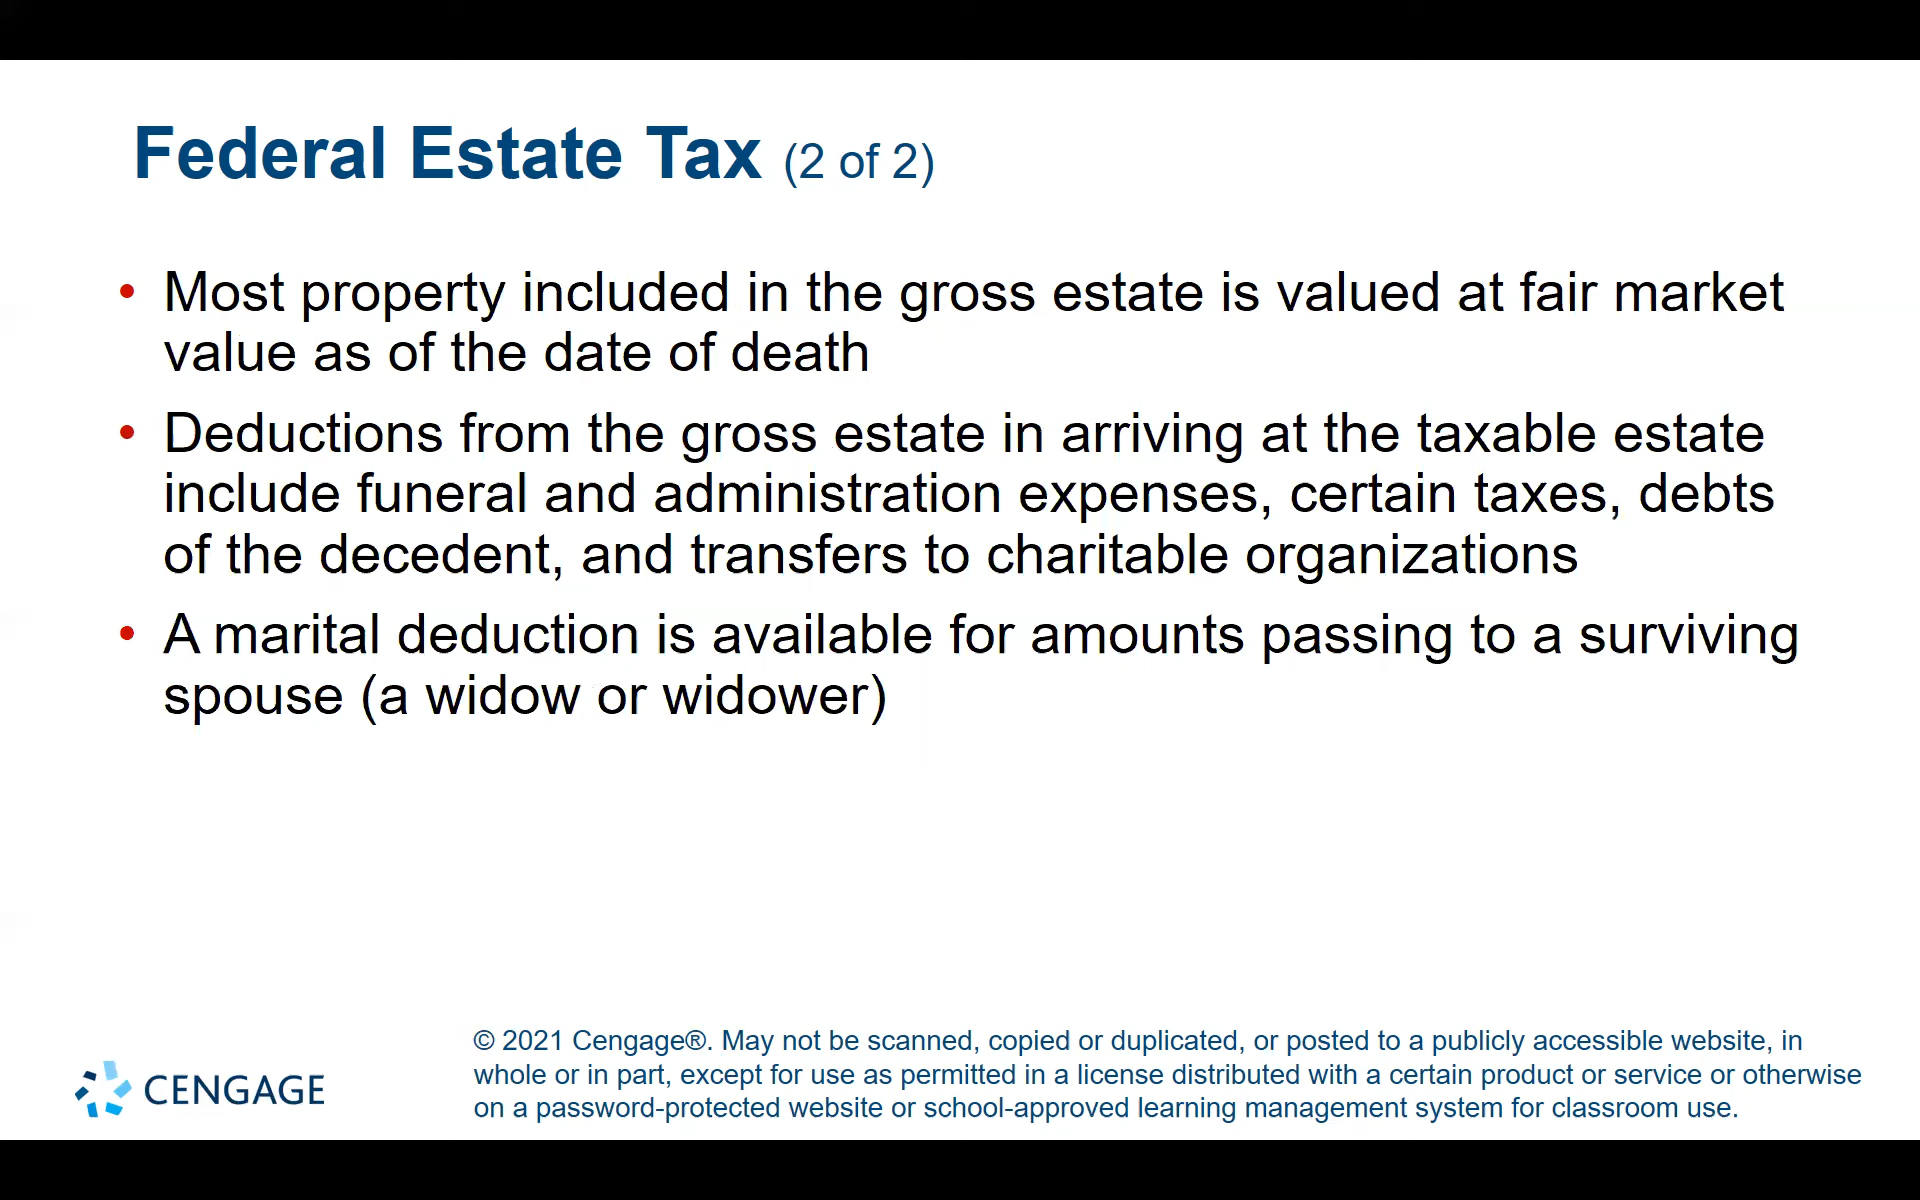 Federal Estate Tax (2 of 2)
• Most property included in the gross estate is valued at fair market
value as of the date of death
• Deductions from the gross estate in arriving at the taxable estate
include funeral and administration expenses, certain taxes, debts
of the decedent, and transfers to charitable organizations
• A marital deduction is available for amounts passing to a surviving
spouse (a widow or widower)
© 2021 Cengage®. May not be scanned, copied or duplicated, or posted to a publicly accessible website, in
whole or in part, except for use as permitted in a license distributed with a certain product or service or otherwise
on a password-protected website or school-approved learning management system for classroom use.
CENGAGE